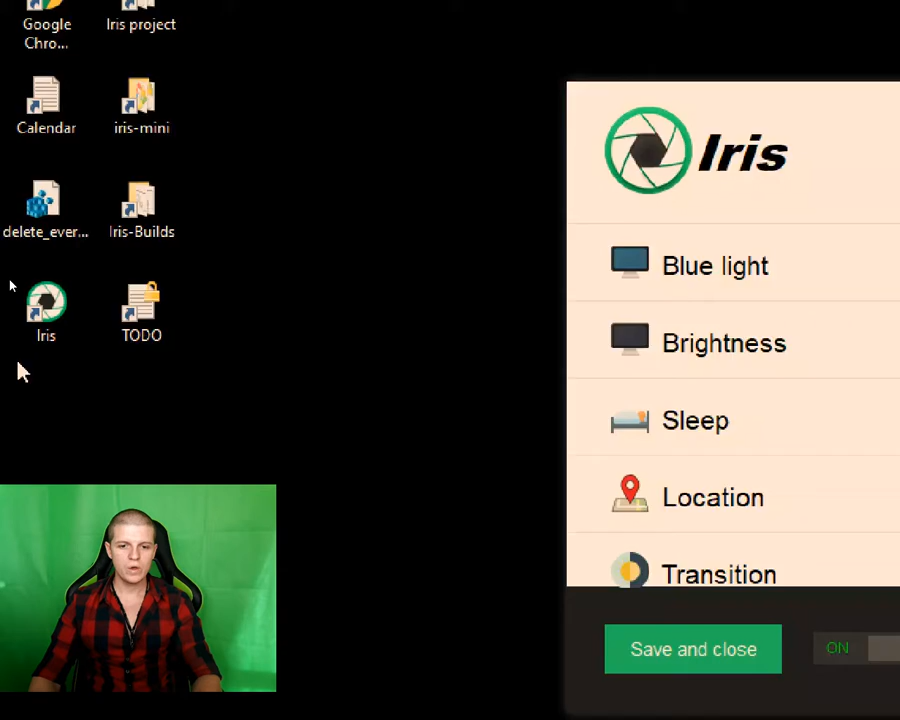 Google
Chro...
Iris project
Calendar
iris-mini
delete_ever...
Iris-Builds
Iris
TODO
Iris
Blue light
Brightness
Sleep
Location
Transition
Save and close
ON